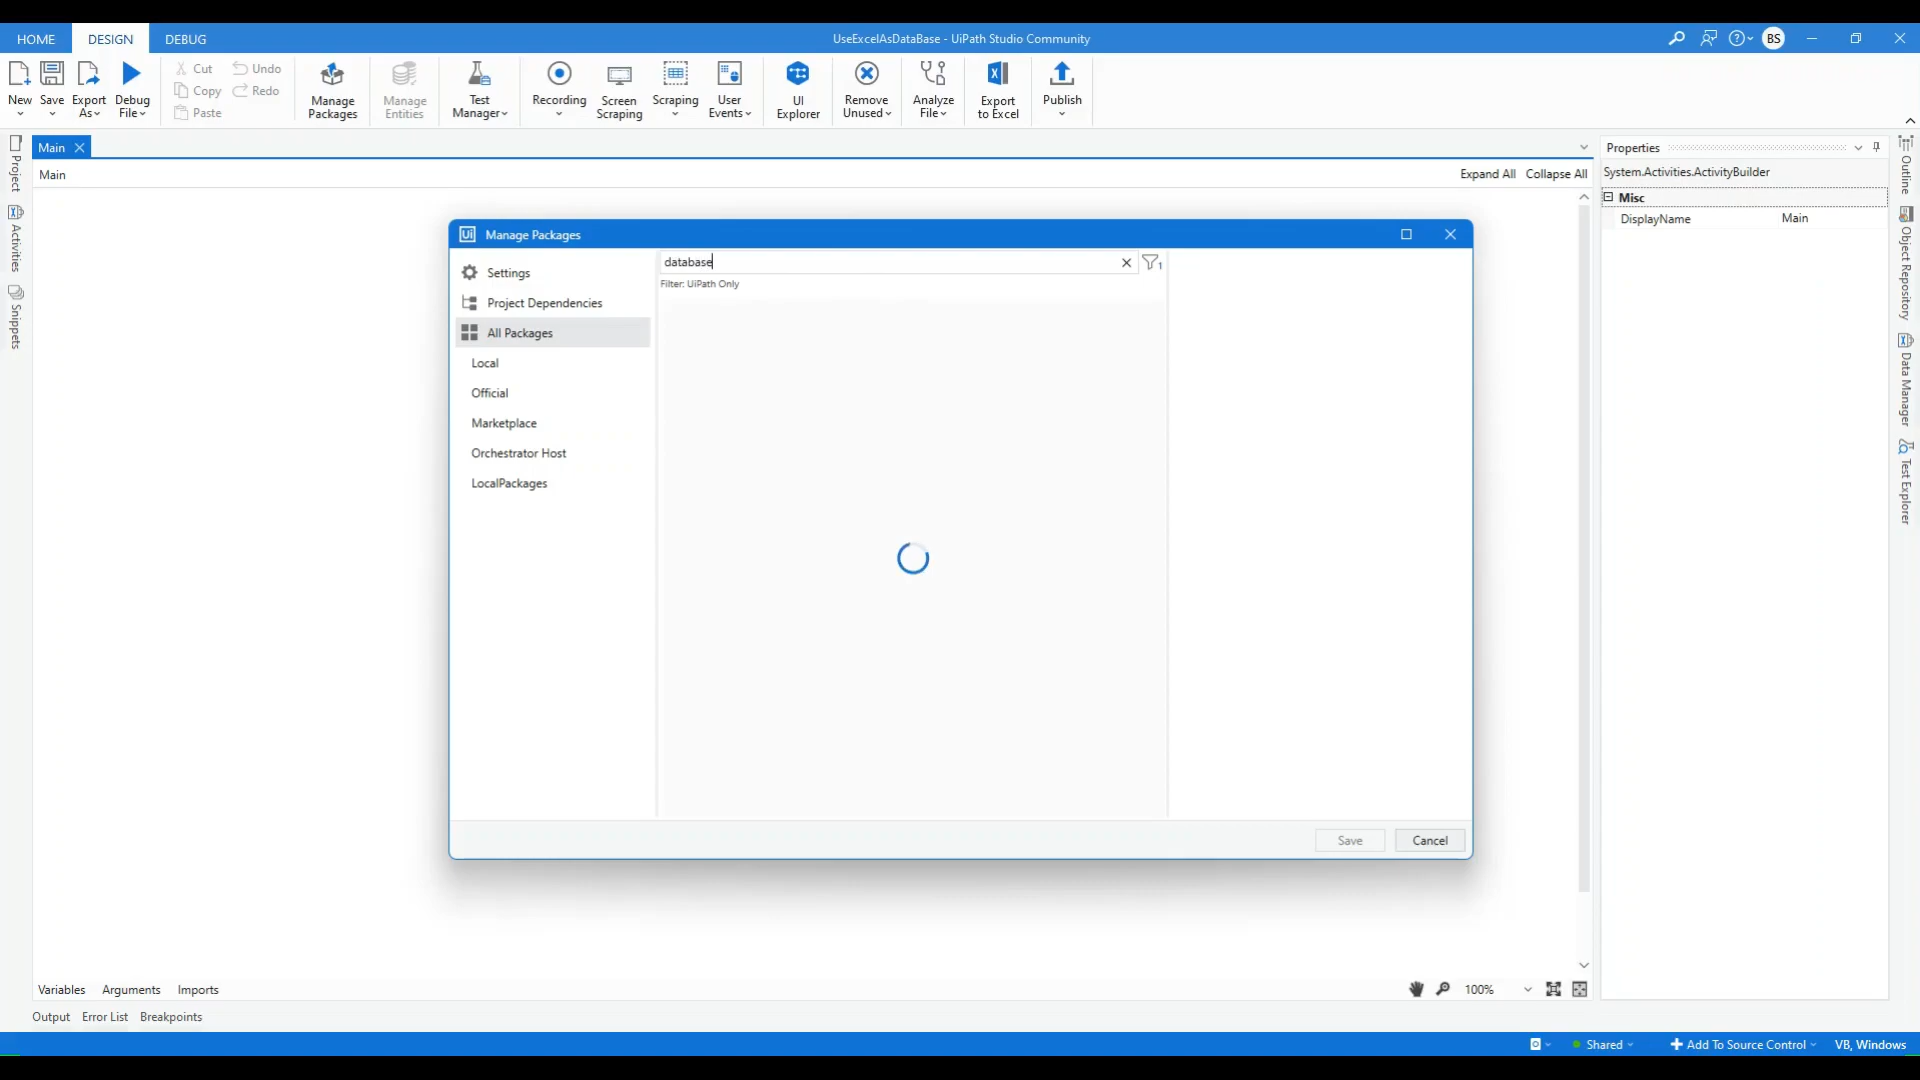 HOME
DESIGN
DEBUG
UseExcelAsDataBase - UiPath Studio Community
BS
New
Save
Export As
Debug File
Cut
Copy
Paste
Undo
Redo
Manage Packages
Manage Entities
Test Manager
Recording
Screen Scraping
Scraping
User Events
UI Explorer
Remove Unused
Analyze File
Export to Excel
Publish
Project
Activities
Snippets
Main
Main
Expand All
Collapse All
Properties
System.Activities.ActivityBuilder
Misc
DisplayName
Main
Outline
Object Repository
Data Manager
Test Explorer
Ui
Manage Packages
Settings
Project Dependencies
All Packages
Local
Official
Marketplace
Orchestrator Host
LocalPackages
database
1
Filter: UiPath Only
Save
Cancel
Variables
Arguments
Imports
100%
Output
Error List
Breakpoints
Shared
Add To Source Control
VB, Windows